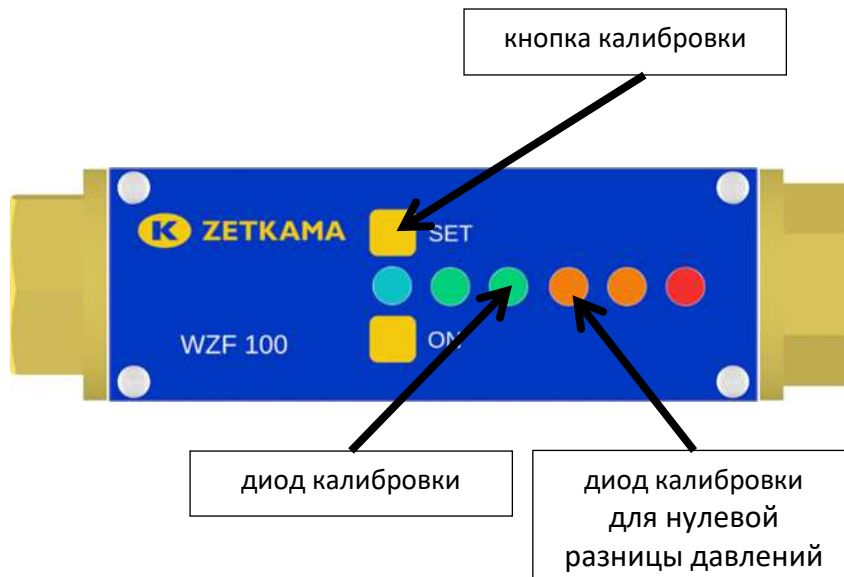 кнопка калибровки
K ZETKAMA
SET
WZF 100
ON
диод калибровки
диод калибровки
для нулевой
разницы давлений